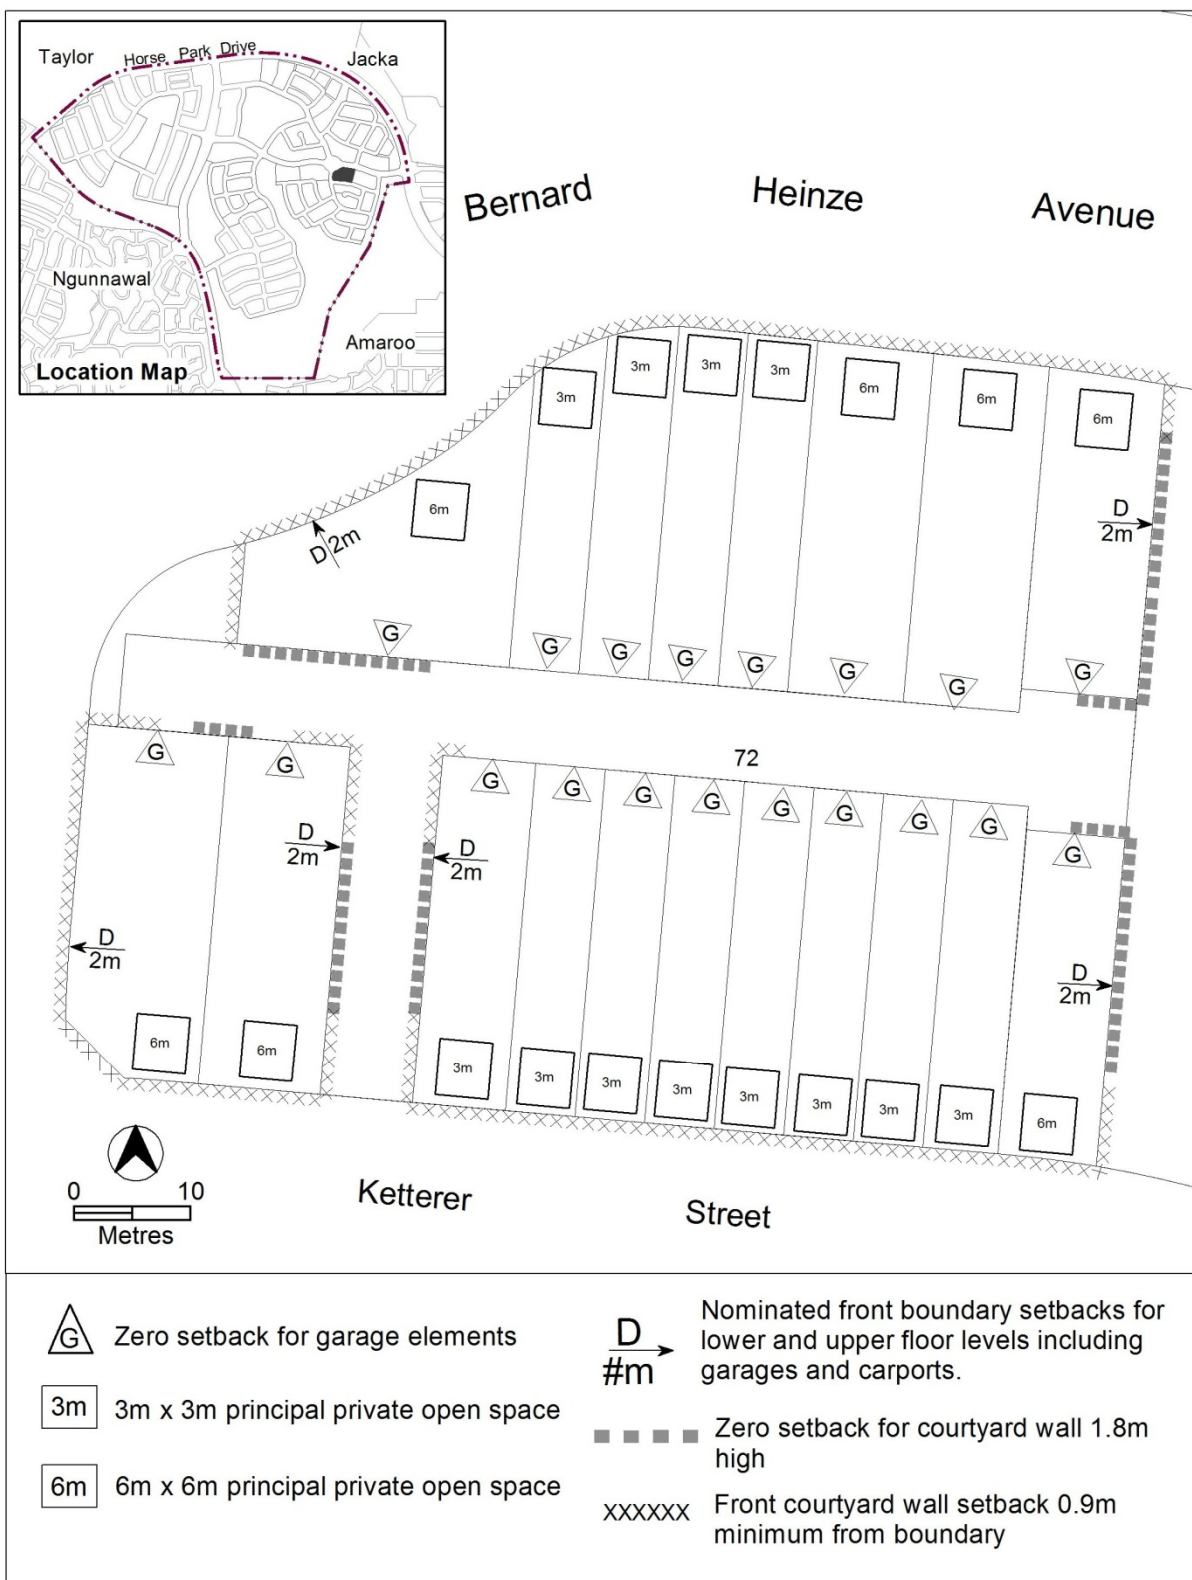 Taylor
Horse Park Drive
Jacka
Ngunnawal
Amaroo
Location Map
Bernard Heinze Avenue
3m
3m
3m
3m
6m
6m
6m
6m
D 2m
D
2m
G
G
G
G
G
G
G
G
72
G
G
G
G
G
G
G
G
G
G
G
D
2m
D
2m
D
2m
D
2m
6m
6m
3m
3m
3m
3m
3m
3m
3m
3m
6m
0 10
Metres
Ketterer Street
G Zero setback for garage elements
3m 3m x 3m principal private open space
6m 6m x 6m principal private open space
D
#m
Nominated front boundary setbacks for
lower and upper floor levels including
garages and carports.
Zero setback for courtyard wall 1.8m
high
XXXXXX Front courtyard wall setback 0.9m
minimum from boundary